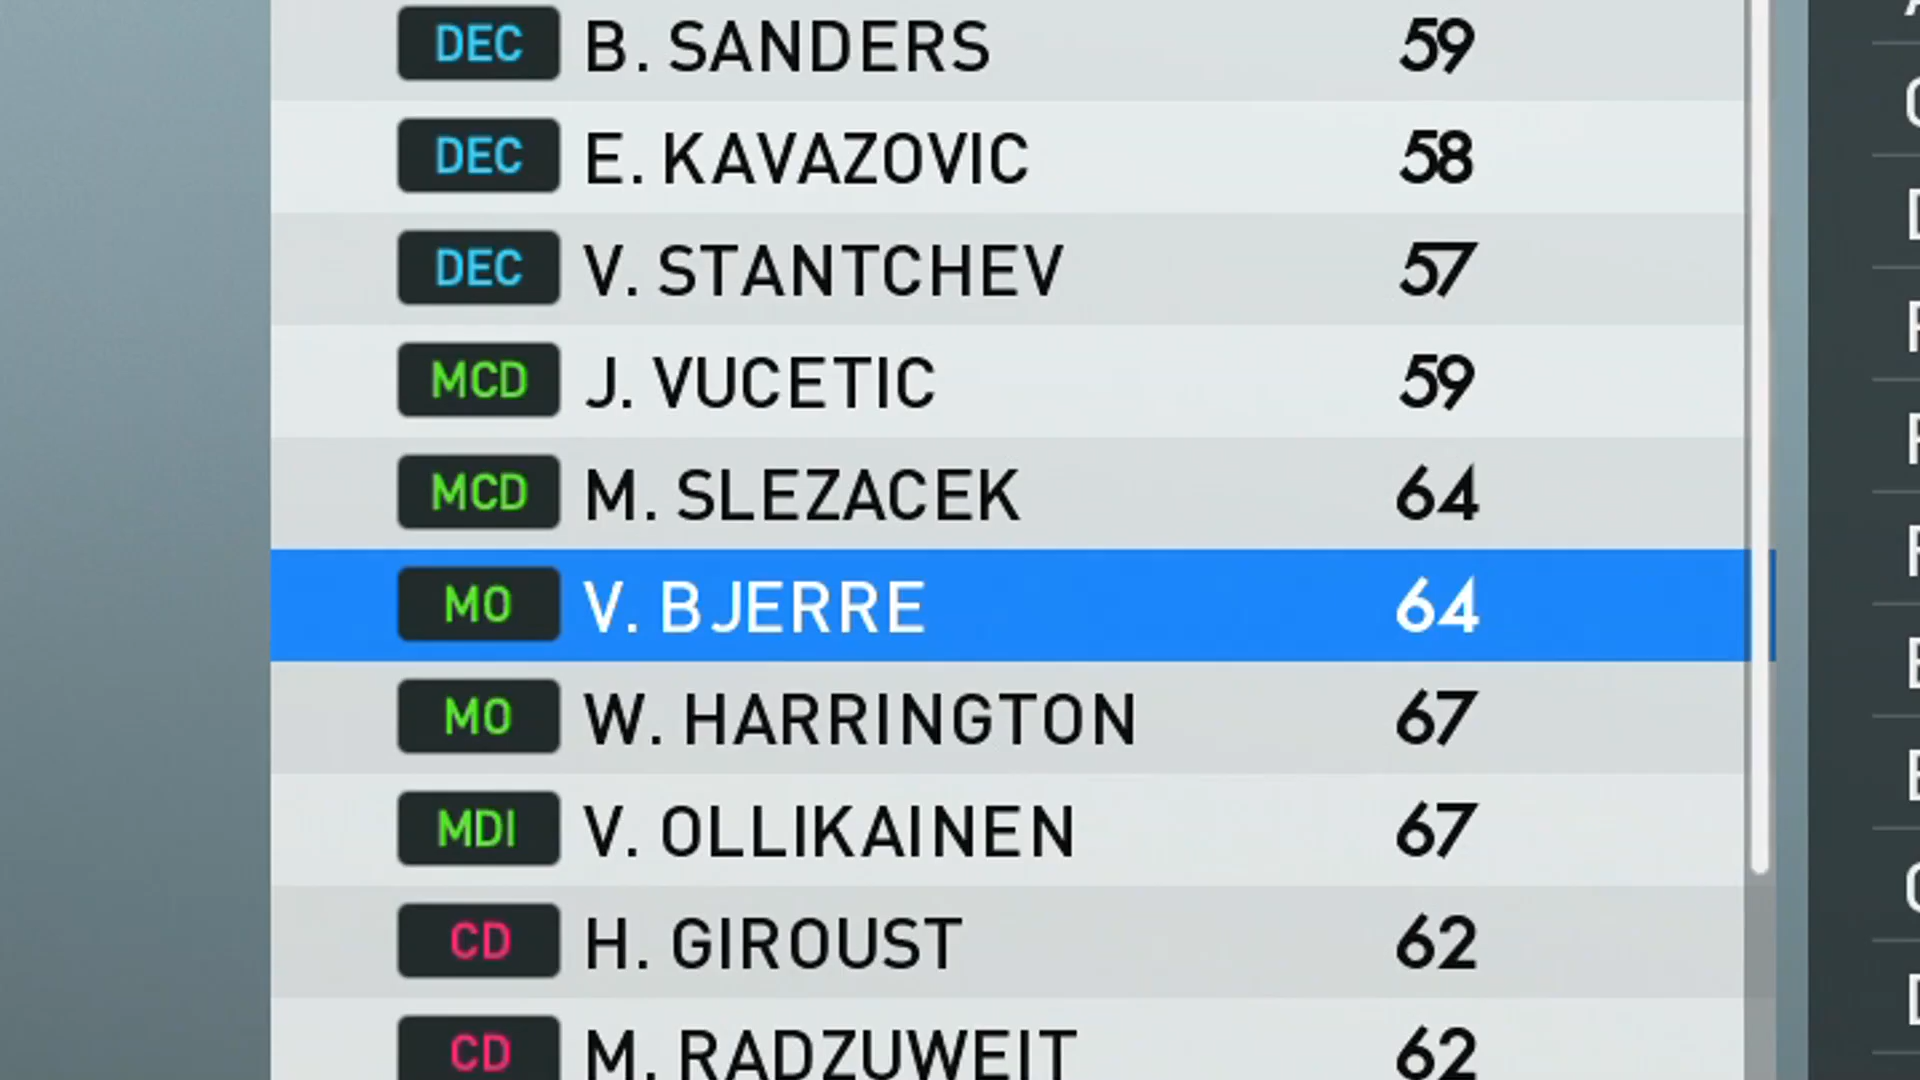 DEC B. SANDERS 59
DEC E. KAVAZOVIC 58
DEC V. STANTCHEV 57
MCD J. VUCETIC 59
MCD M. SLEZACEK 64
MO V. BJERRE 64
MO W. HARRINGTON 67
MDI V. OLLIKAINEN 67
CD H. GIROUST 62
CD M. RADZUWEIT 62